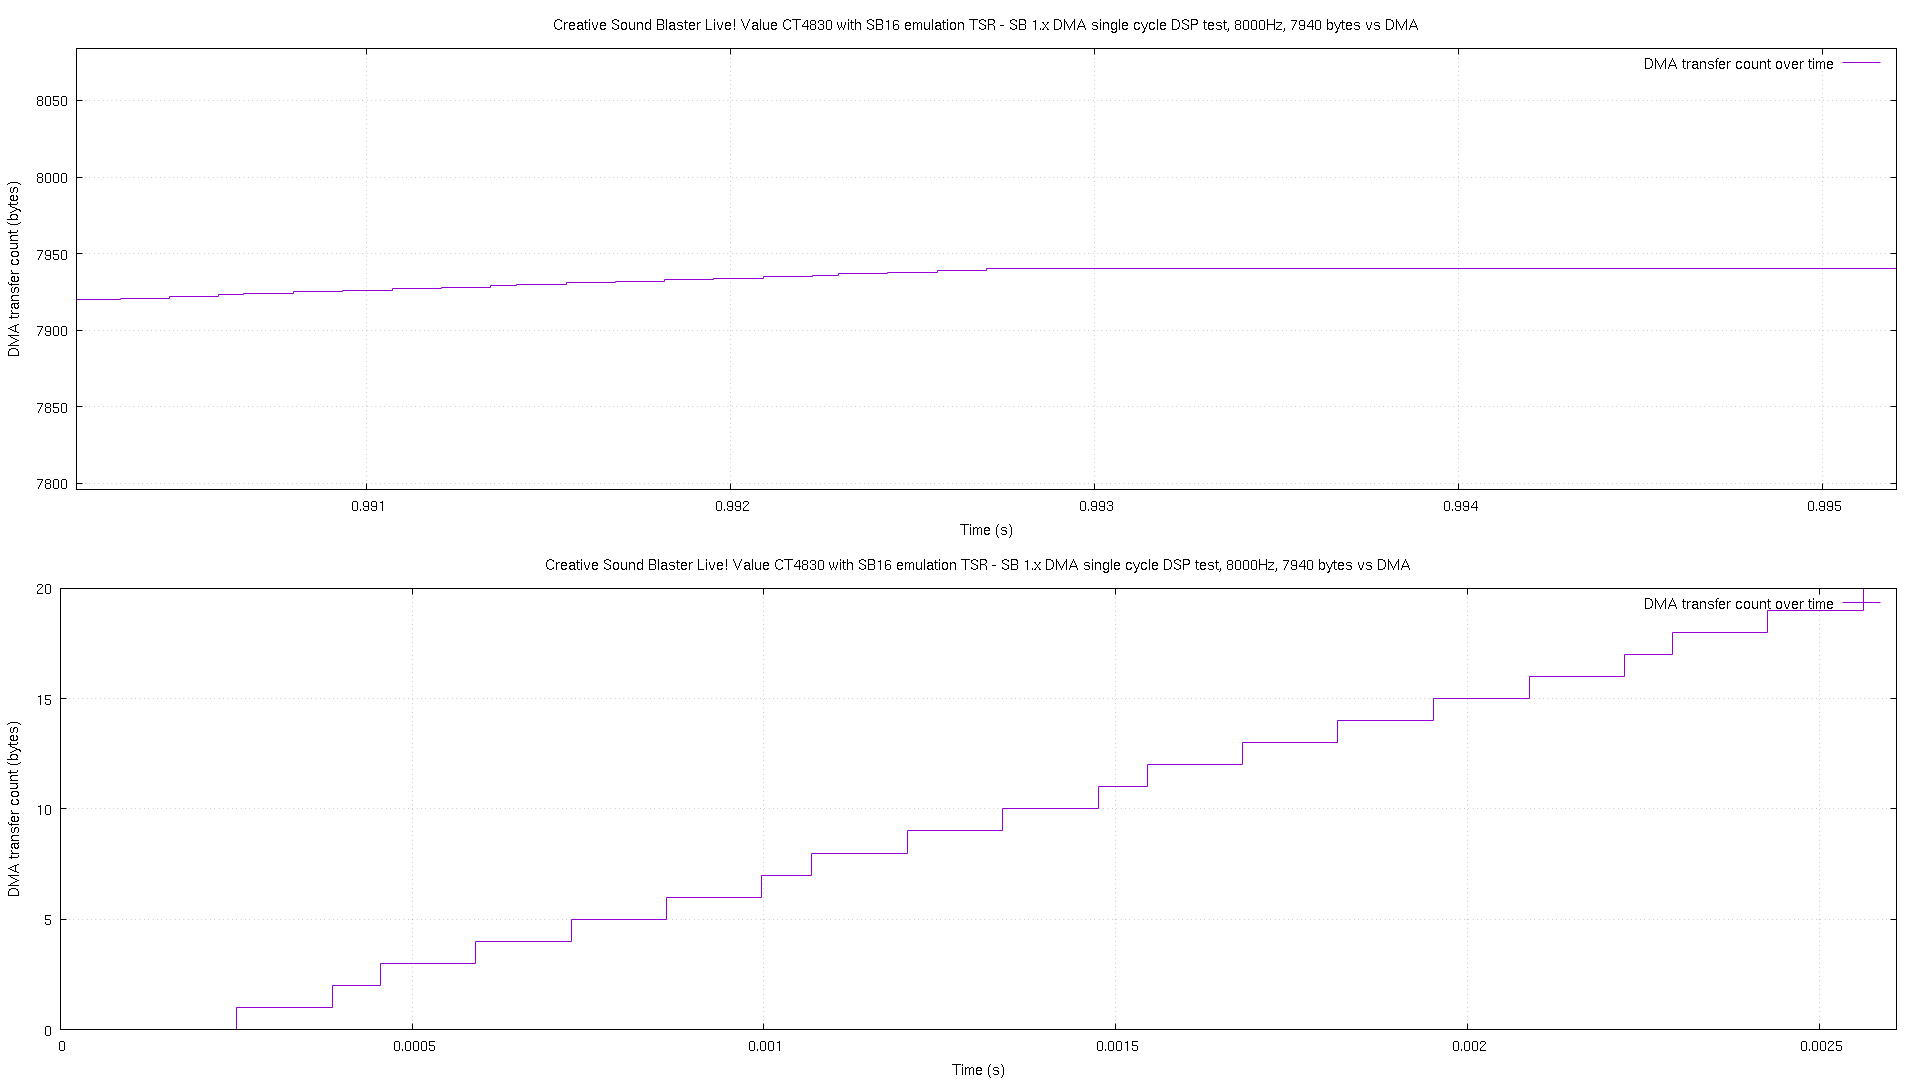 Creative Sound Blaster Live! Value CT4830 with SB16 emulation TSR - SB 1.x DMA single cycle DSP test, 8000Hz, 7940 bytes vs DMA
DMA transfer count over time
DMA transfer count (bytes)
8050
8000
7950
7900
7850
7800
0.991 0.992 0.993 0.994 0.995
Time (s)
Creative Sound Blaster Live! Value CT4830 with SB16 emulation TSR - SB 1.x DMA single cycle DSP test, 8000Hz, 7940 bytes vs DMA
DMA transfer count over time
DMA transfer count (bytes)
20
15
10
5
0
0 0.0005 0.001 0.0015 0.002 0.0025
Time (s)